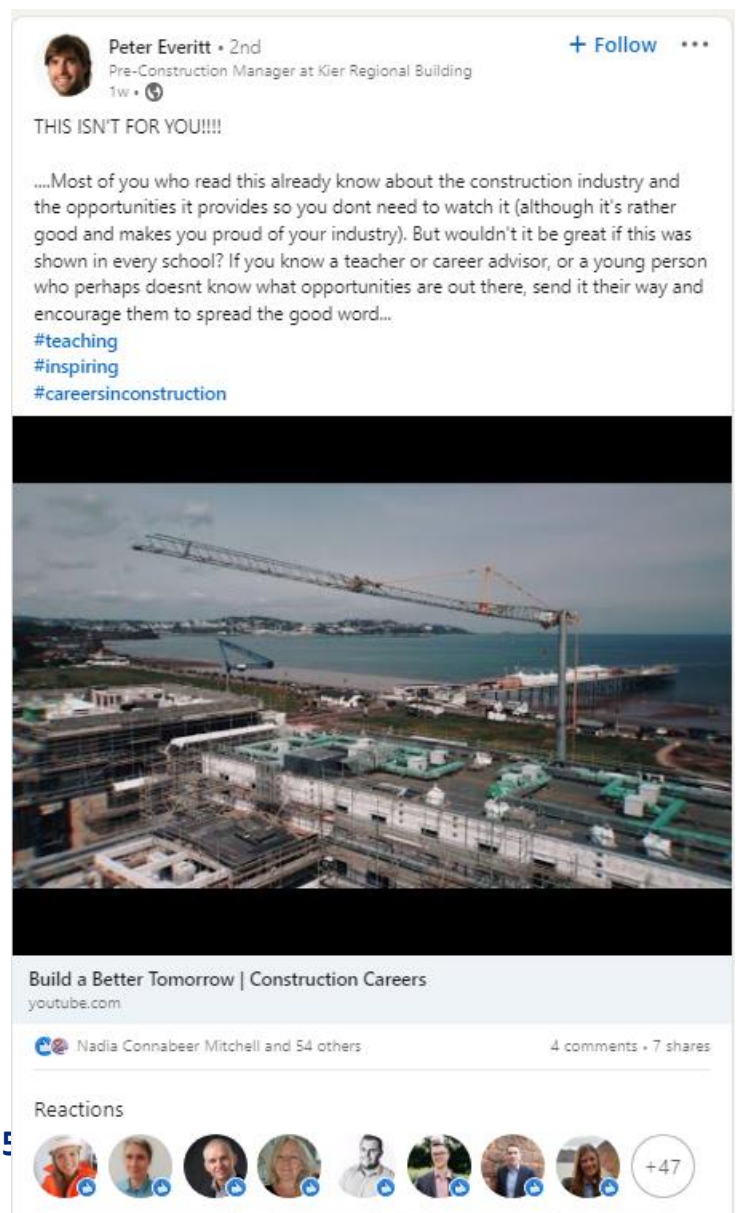 Peter Everitt • 2nd
+ Follow •••
Pre-Construction Manager at Kier Regional Building
1w •
THIS ISN'T FOR YOU!!!!
....Most of you who read this already know about the construction industry and
the opportunities it provides so you dont need to watch it (although it's rather
good and makes you proud of your industry). But wouldn't it be great if this was
shown in every school? If you know a teacher or career advisor, or a young person
who perhaps doesnt know what opportunities are out there, send it their way and
encourage them to spread the good word...
#teaching
#inspiring
#careersinconstruction
Build a Better Tomorrow | Construction Careers
youtube.com
Nadia Connabeer Mitchell and 54 others
4 comments • 7 shares
Reactions
5
+47